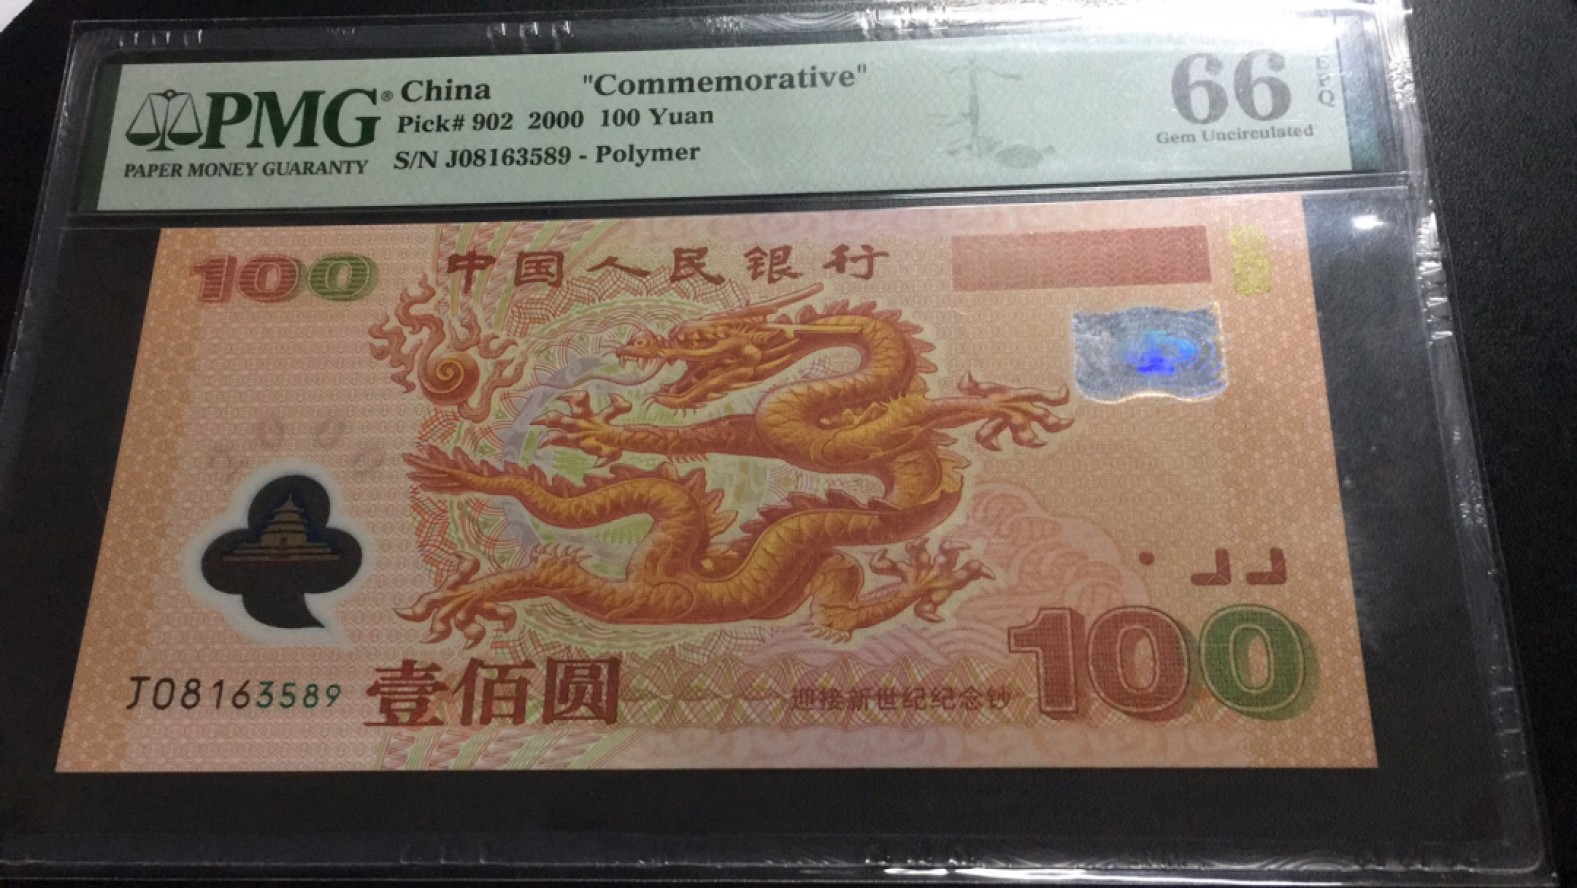 PMG® China "Commemorative" 66 EPQ
Pick# 902 2000 100 Yuan
Gem Uncirculated
PAPER MONEY GUARANTY S/N J08163589 - Polymer
100 中国人民银行
100
J08163589 壹佰圆 迎接新世纪纪念钞